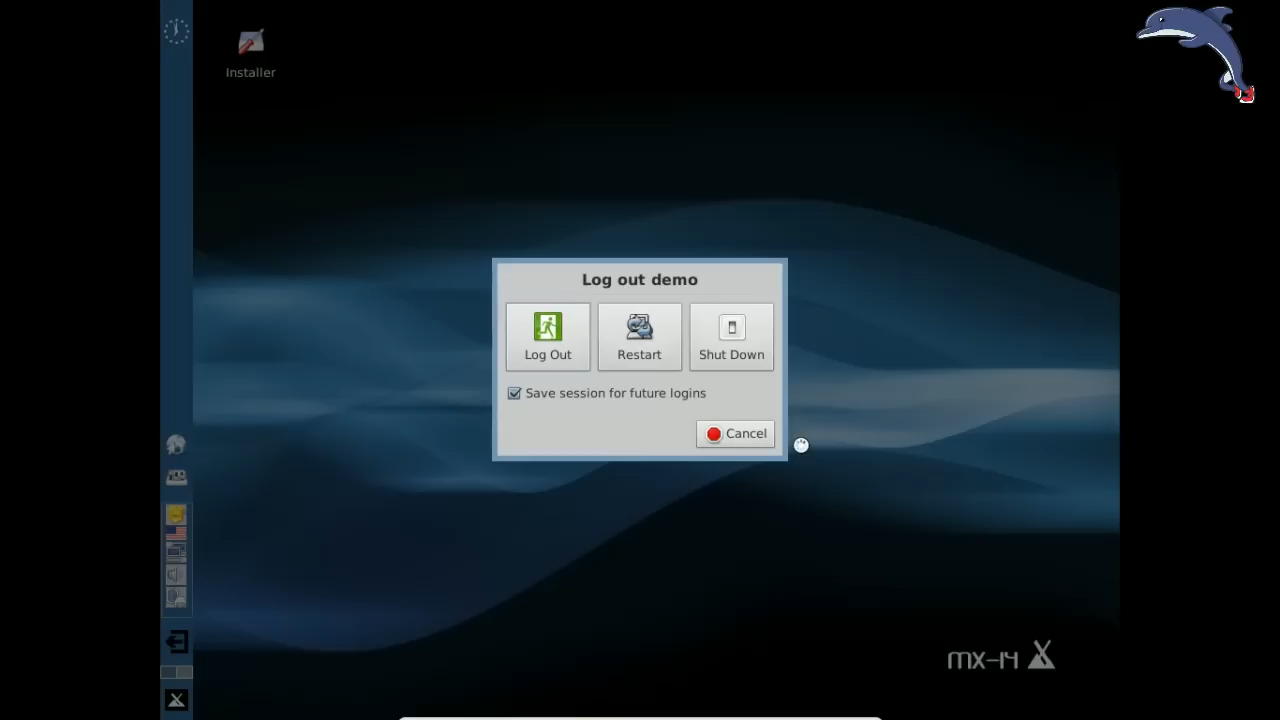 Installer
Log out demo
Log Out
Restart
Shut Down
Save session for future logins
Cancel
mx-14